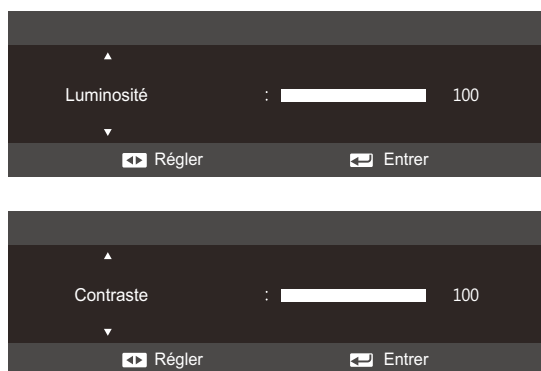 Luminosité : 100
Régler Entrer
Contraste : 100
Régler Entrer